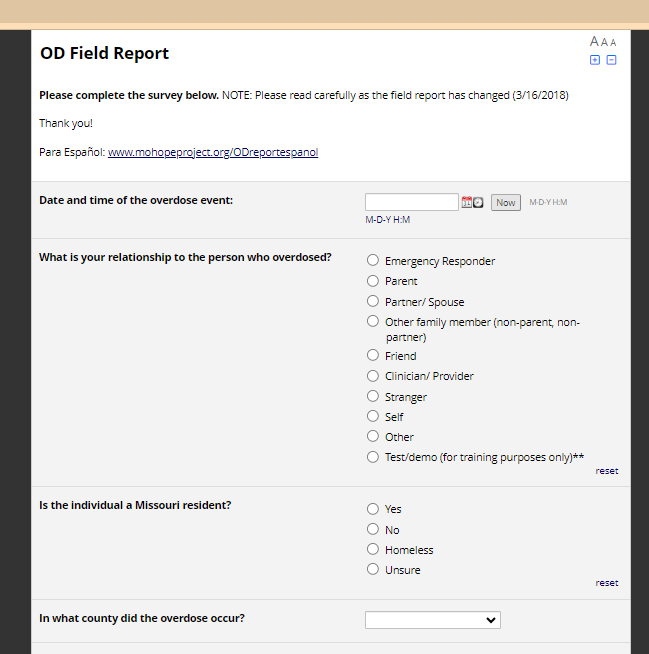 OD Field Report
A A A
Please complete the survey below. NOTE: Please read carefully as the field report has changed (3/16/2018)
Thank you!
Para Español: www.mohopeproject.org/ODreportespanol
Date and time of the overdose event:
31
Now
M-D-Y H:M
M-D-Y H:M
What is your relationship to the person who overdosed?
Emergency Responder
Parent
Partner/ Spouse
Other family member (non-parent, non-
partner)
Friend
Clinician/ Provider
Stranger
Self
Other
Test/demo (for training purposes only)**
reset
Is the individual a Missouri resident?
Yes
No
Homeless
Unsure
reset
In what county did the overdose occur?